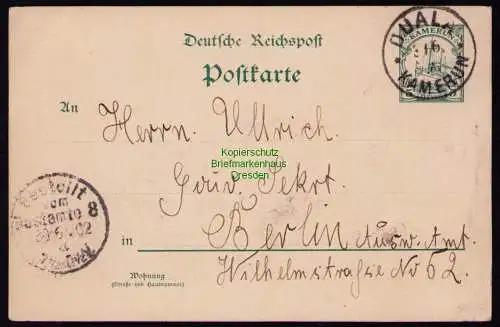 DUALA
KAMERUN
KAMERUN
Deutsche Reichspost
Postkarte
An
Herrn Ullrich.
Kopierschutz
Briefmarkenhaus
Dresden
Gouv. Sekt.
Bestellt
vom
Postamte 8
in
Berlin Ausw. Amt.
Wilhelmstraße No 62.
Wohnung
(Straße und Hausnummer)